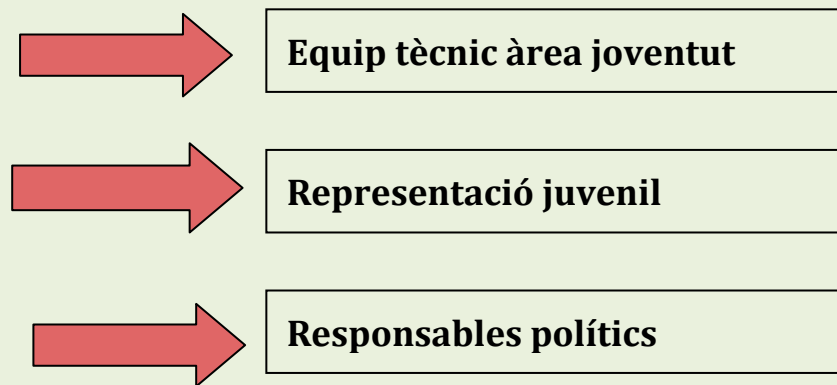 Equip tècnic àrea joventut
Representació juvenil
Responsables polítics